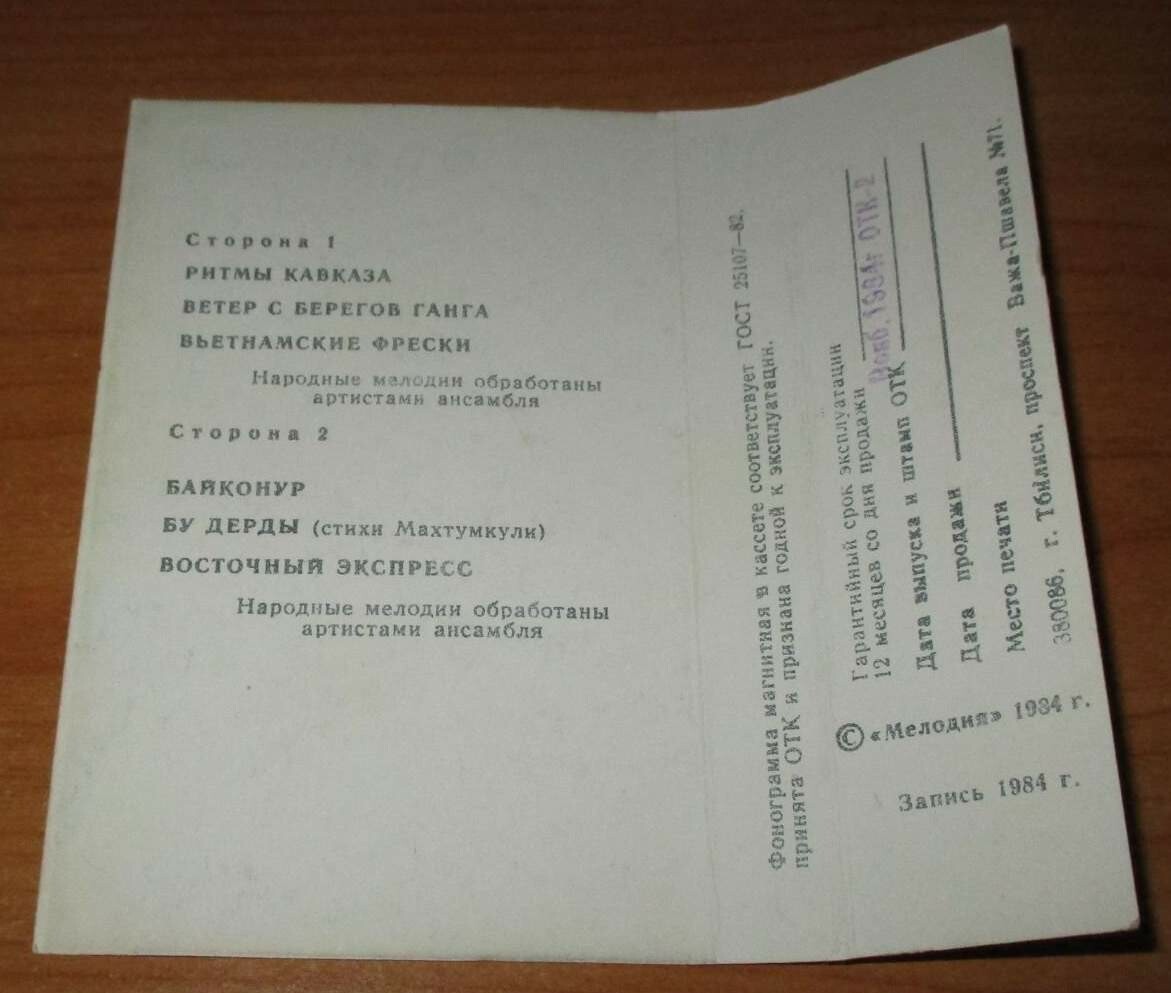 Сторона 1
РИТМЫ КАВКАЗА
ВЕТЕР С БЕРЕГОВ ГАНГА
ВЬЕТНАМСКИЕ ФРЕСКИ
Народные мелодии обработаны
артистами ансамбля
Сторона 2
БАЙКОНУР
БУ ДЕРДЫ (стихи Махтумкули)
ВОСТОЧНЫЙ ЭКСПРЕСС
Народные мелодии обработаны
артистами ансамбля
Фонограмма магнитная в кассете соответствует ГОСТ 25107—82,
принята ОТК и признана годной к эксплуатации.
Гарантийный срок эксплуатации
12 месяцев со дня продажи
1984г ОТК-2
Дата выпуска и штамп ОТК
Дата продажи
Место печати
380086, г. Тбилиси, проспект Важа-Пшавела №71.
© «Мелодия» 1984 г.
Запись 1984 г.